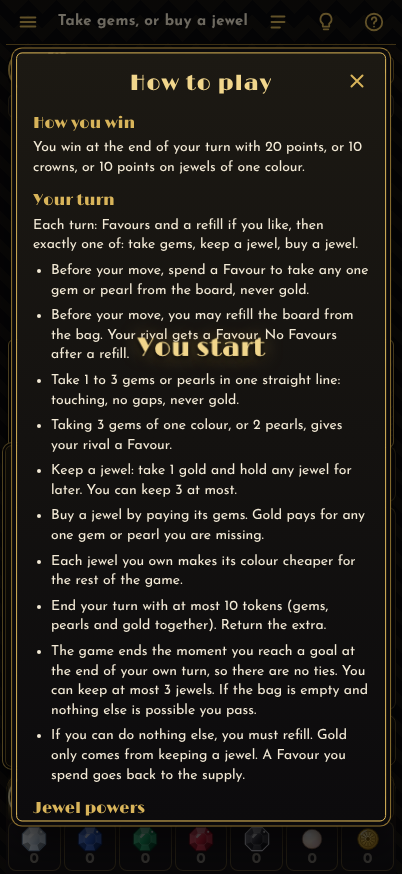 Take gems, or buy a jewel
How to play
How you win
You win at the end of your turn with 20 points, or 10
crowns, or 10 points on jewels of one colour.
Your turn
Each turn: Favours and a refill if you like, then
exactly one of: take gems, keep a jewel, buy a jewel.
• Before your move, spend a Favour to take any one
gem or pearl from the board, never gold.
• Before your move, you may refill the board from
the bag. Your rival gets a Favour. No Favours
after a refill.
You start
• Take 1 to 3 gems or pearls in one straight line:
touching, no gaps, never gold.
• Taking 3 gems of one colour, or 2 pearls, gives
your rival a Favour.
• Keep a jewel: take 1 gold and hold any jewel for
later. You can keep 3 at most.
• Buy a jewel by paying its gems. Gold pays for any
one gem or pearl you are missing.
• Each jewel you own makes its colour cheaper for
the rest of the game.
• End your turn with at most 10 tokens (gems,
pearls and gold together). Return the extra.
• The game ends the moment you reach a goal at
the end of your own turn, so there are no ties. You
can keep at most 3 jewels. If the bag is empty and
nothing else is possible you pass.
• If you can do nothing else, you must refill. Gold
only comes from keeping a jewel. A Favour you
spend goes back to the supply.
Jewel powers
0 0 0 0 0 0 0